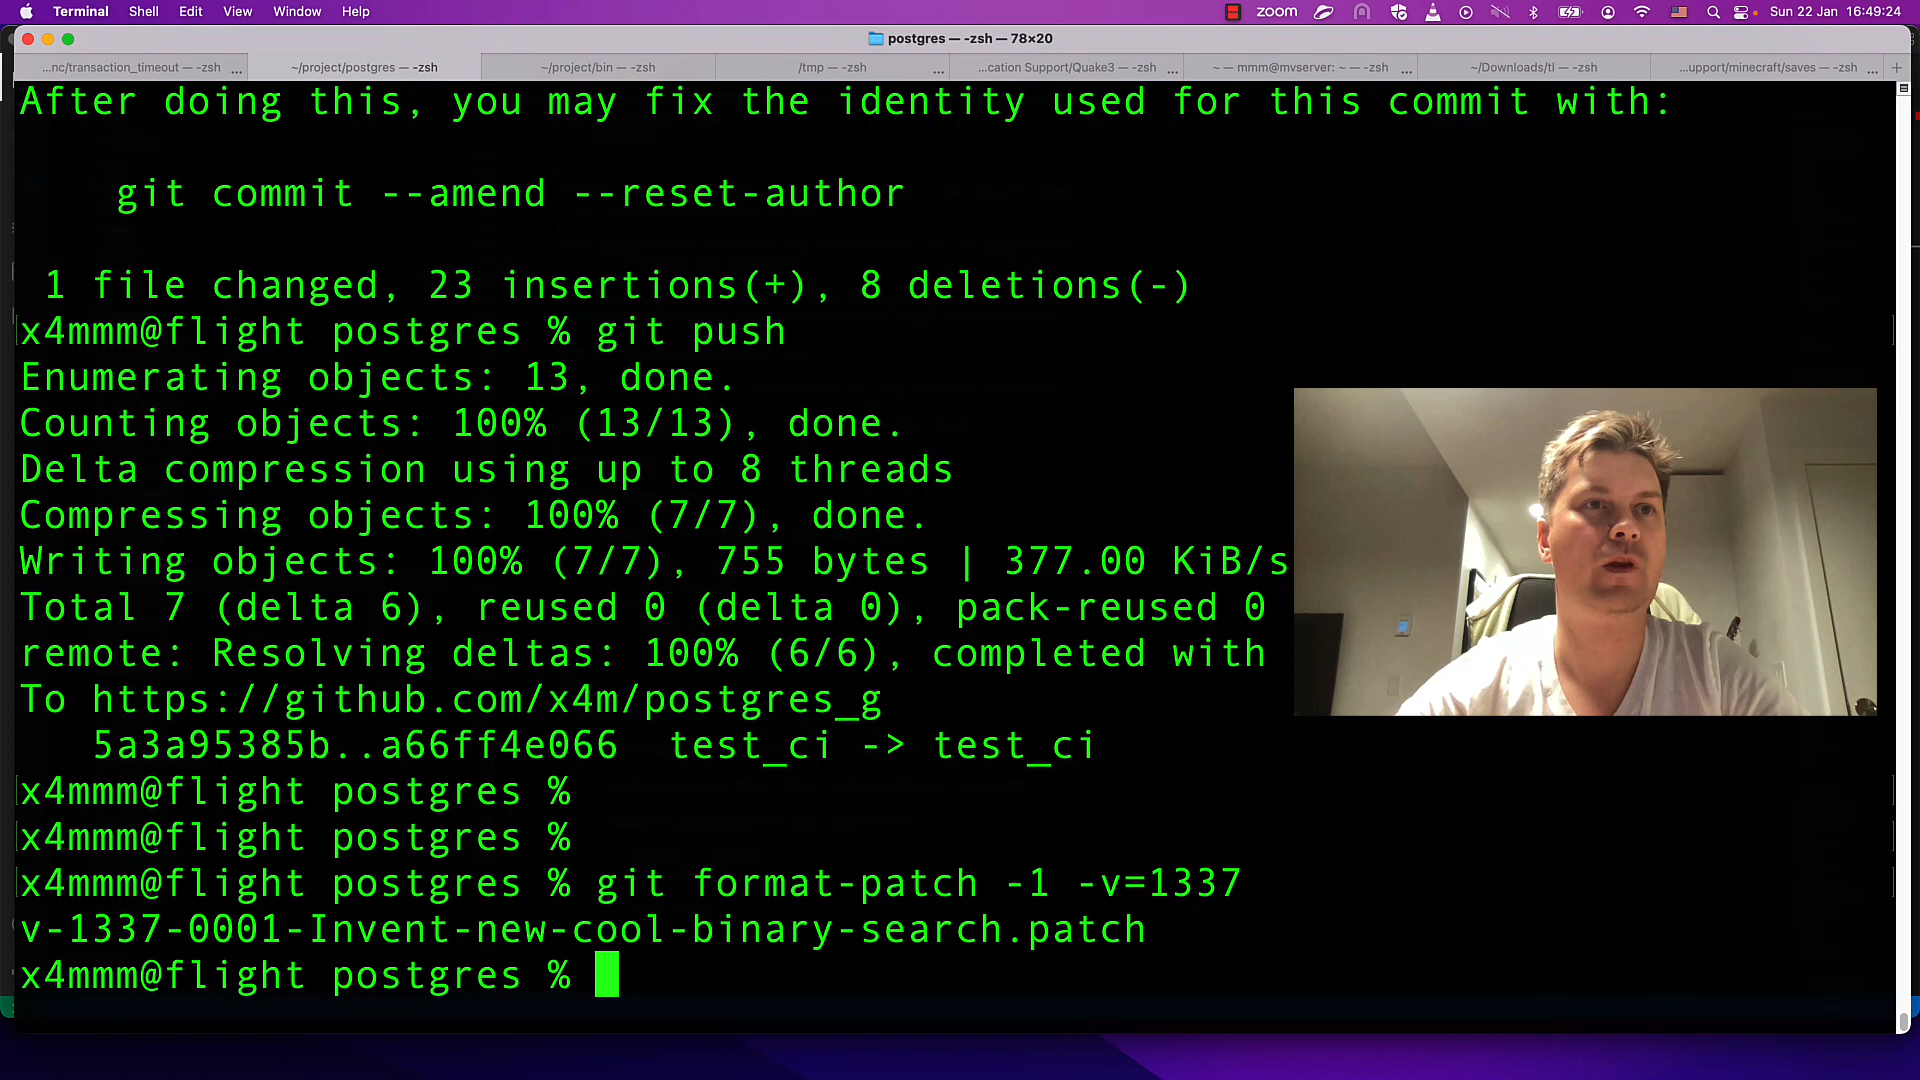 Terminal Shell Edit View Window Help zoom Sun 22 Jan 16:49:24
postgres — -zsh — 78×20
...nc/transaction_timeout — -zsh ... ~/project/postgres — -zsh ~/project/bin — -zsh /tmp — -zsh ... ...cation Support/Quake3 — -zsh ... ~ — mmm@mvserver: ~ — -zsh ... ~/Downloads/tl — -zsh ...upport/minecraft/saves — -zsh ... +
After doing this, you may fix the identity used for this commit with:
git commit --amend --reset-author
1 file changed, 23 insertions(+), 8 deletions(-)
x4mmm@flight postgres % git push
Enumerating objects: 13, done.
Counting objects: 100% (13/13), done.
Delta compression using up to 8 threads
Compressing objects: 100% (7/7), done.
Writing objects: 100% (7/7), 755 bytes | 377.00 KiB/s
Total 7 (delta 6), reused 0 (delta 0), pack-reused 0
remote: Resolving deltas: 100% (6/6), completed with
To https://github.com/x4m/postgres_g
5a3a95385b..a66ff4e066 test_ci -> test_ci
x4mmm@flight postgres %
x4mmm@flight postgres %
x4mmm@flight postgres % git format-patch -1 -v=1337
v-1337-0001-Invent-new-cool-binary-search.patch
x4mmm@flight postgres %